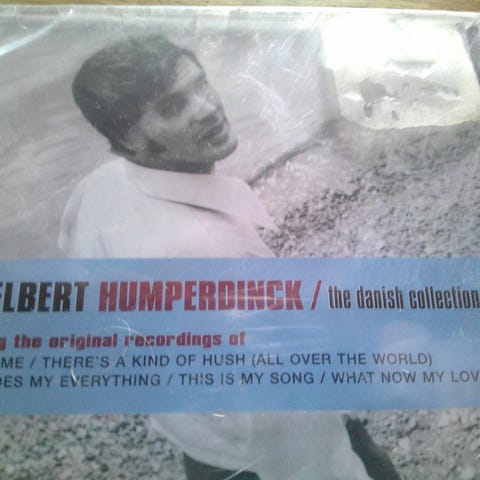 ELBERT HUMPERDINCK / the danish collection
g the original recordings of
ME / THERE'S A KIND OF HUSH (ALL OVER THE WORLD)
DES MY EVERYTHING / THIS IS MY SONG / WHAT NOW MY LOV